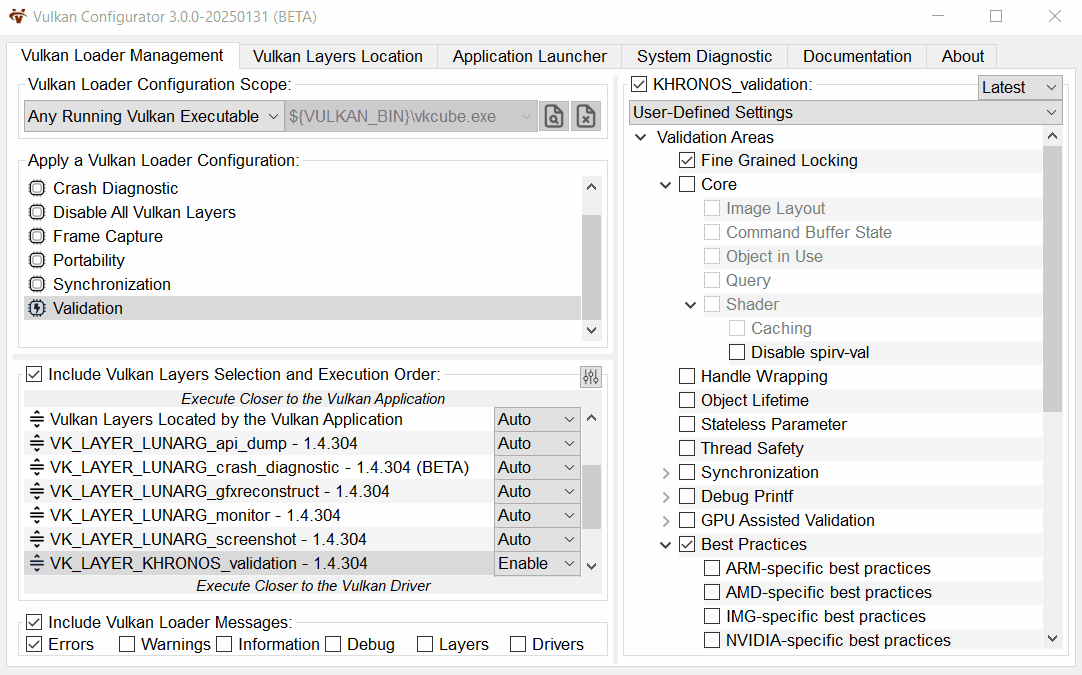 Vulkan Configurator 3.0.0-20250131 (BETA)
Vulkan Loader Management
Vulkan Layers Location
Application Launcher
System Diagnostic
Documentation
About
Vulkan Loader Configuration Scope:
Any Running Vulkan Executable
${VULKAN_BIN}\vkcube.exe
Apply a Vulkan Loader Configuration:
Crash Diagnostic
Disable All Vulkan Layers
Frame Capture
Portability
Synchronization
Validation
Include Vulkan Layers Selection and Execution Order:
Execute Closer to the Vulkan Application
Vulkan Layers Located by the Vulkan Application Auto
VK_LAYER_LUNARG_api_dump - 1.4.304 Auto
VK_LAYER_LUNARG_crash_diagnostic - 1.4.304 (BETA) Auto
VK_LAYER_LUNARG_gfxreconstruct - 1.4.304 Auto
VK_LAYER_LUNARG_monitor - 1.4.304 Auto
VK_LAYER_LUNARG_screenshot - 1.4.304 Auto
VK_LAYER_KHRONOS_validation - 1.4.304 Enable
Execute Closer to the Vulkan Driver
Include Vulkan Loader Messages:
Errors Warnings Information Debug Layers Drivers
KHRONOS_validation: Latest
User-Defined Settings
Validation Areas
Fine Grained Locking
Core
Image Layout
Command Buffer State
Object in Use
Query
Shader
Caching
Disable spirv-val
Handle Wrapping
Object Lifetime
Stateless Parameter
Thread Safety
Synchronization
Debug Printf
GPU Assisted Validation
Best Practices
ARM-specific best practices
AMD-specific best practices
IMG-specific best practices
NVIDIA-specific best practices